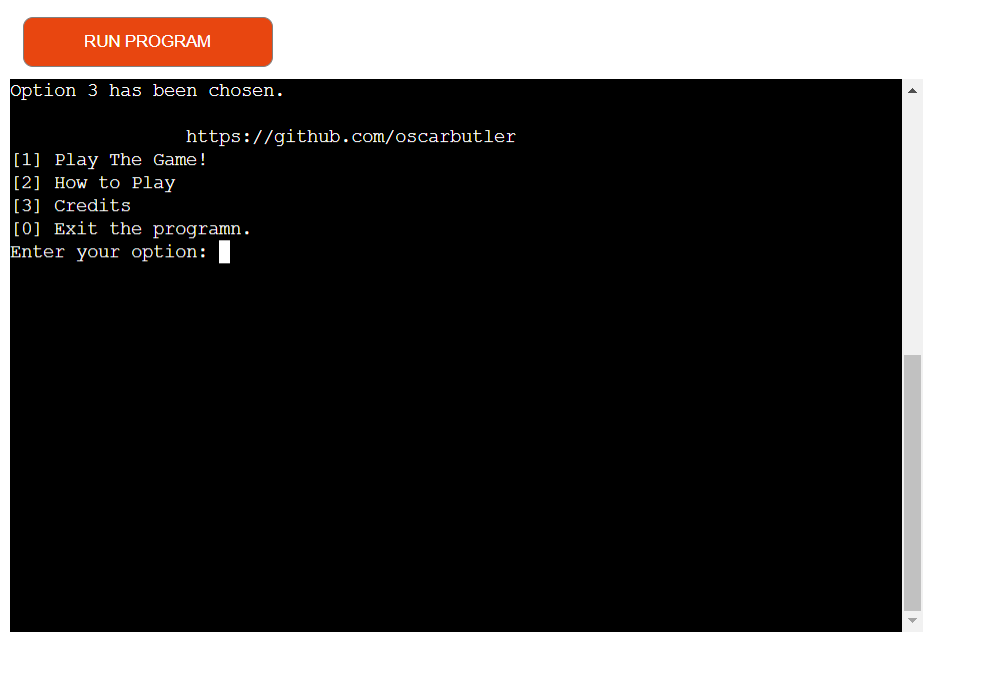 RUN PROGRAM
Option 3 has been chosen.
https://github.com/oscarbutler
[1] Play The Game!
[2] How to Play
[3] Credits
[0] Exit the programn.
Enter your option: